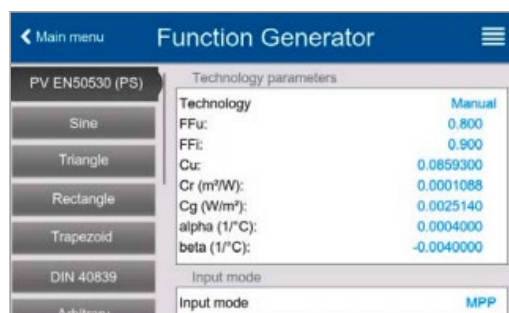 Main menu Function Generator
PV EN50530 (PS)
Sine
Triangle
Rectangle
Trapezoid
DIN 40839
Arbitrary
Technology parameters
Technology Manual
FFu: 0.800
FFi: 0.900
Cu: 0.0859300
Cr (m²/W): 0.0001088
Cg (W/m²): 0.0025140
alpha (1/°C): 0.0004000
beta (1/°C): -0.0040000
Input mode
Input mode MPP